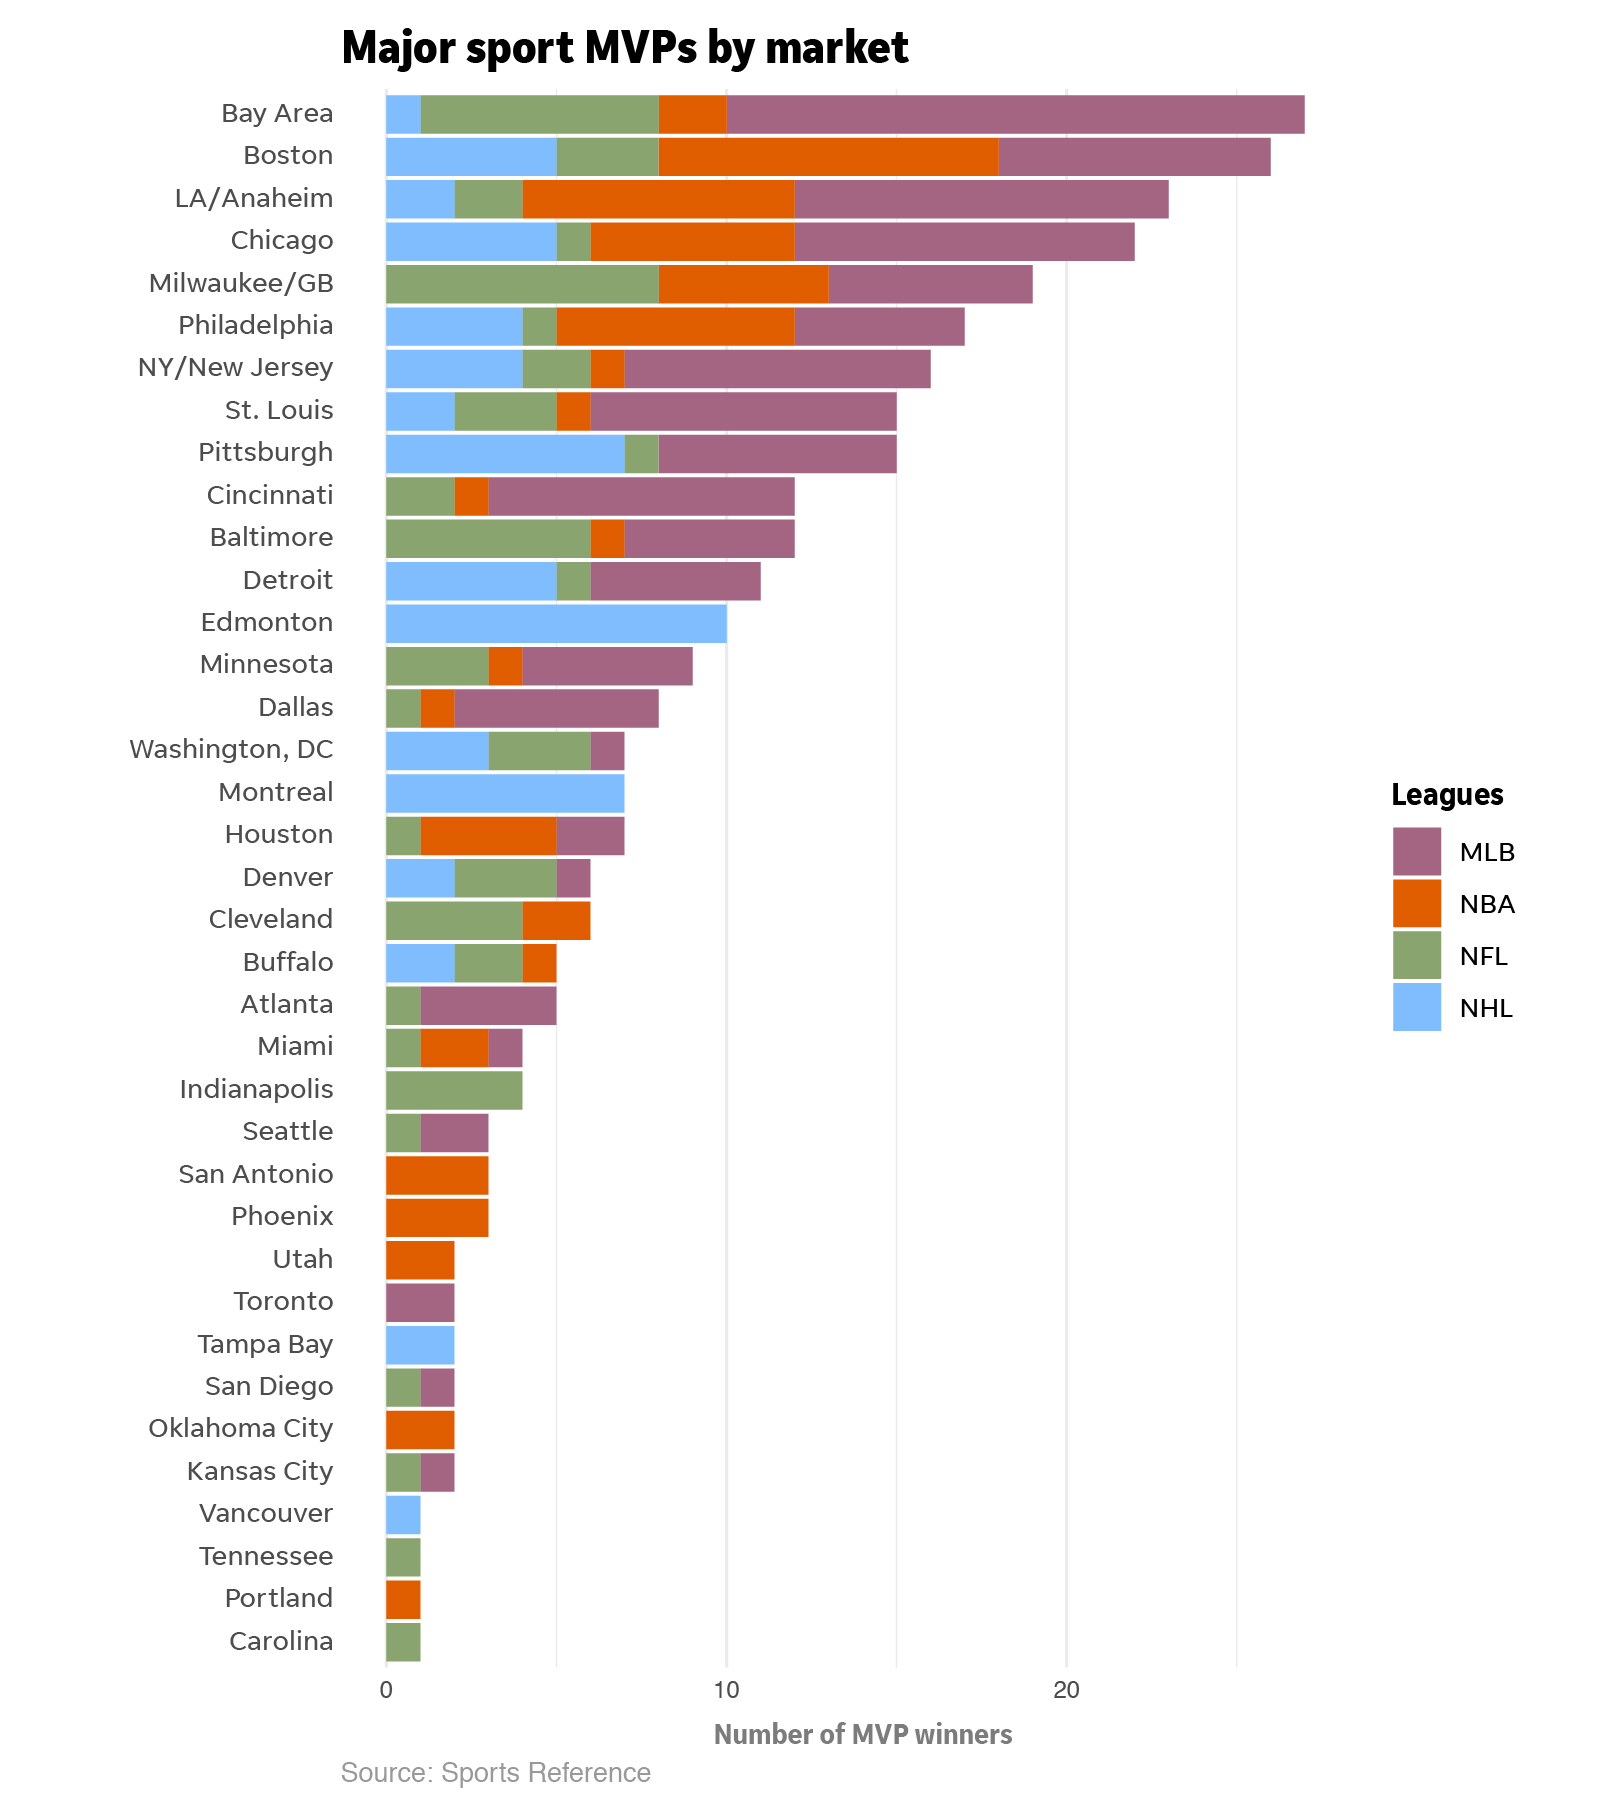 Major sport MVPs by market
Bay Area
Boston
LA/Anaheim
Chicago
Milwaukee/GB
Philadelphia
NY/New Jersey
St. Louis
Pittsburgh
Cincinnati
Baltimore
Detroit
Edmonton
Minnesota
Dallas
Washington, DC
Montreal
Houston
Denver
Cleveland
Buffalo
Atlanta
Miami
Indianapolis
Seattle
San Antonio
Phoenix
Utah
Toronto
Tampa Bay
San Diego
Oklahoma City
Kansas City
Vancouver
Tennessee
Portland
Carolina
0 10 20
Number of MVP winners
Source: Sports Reference
Leagues
MLB
NBA
NFL
NHL